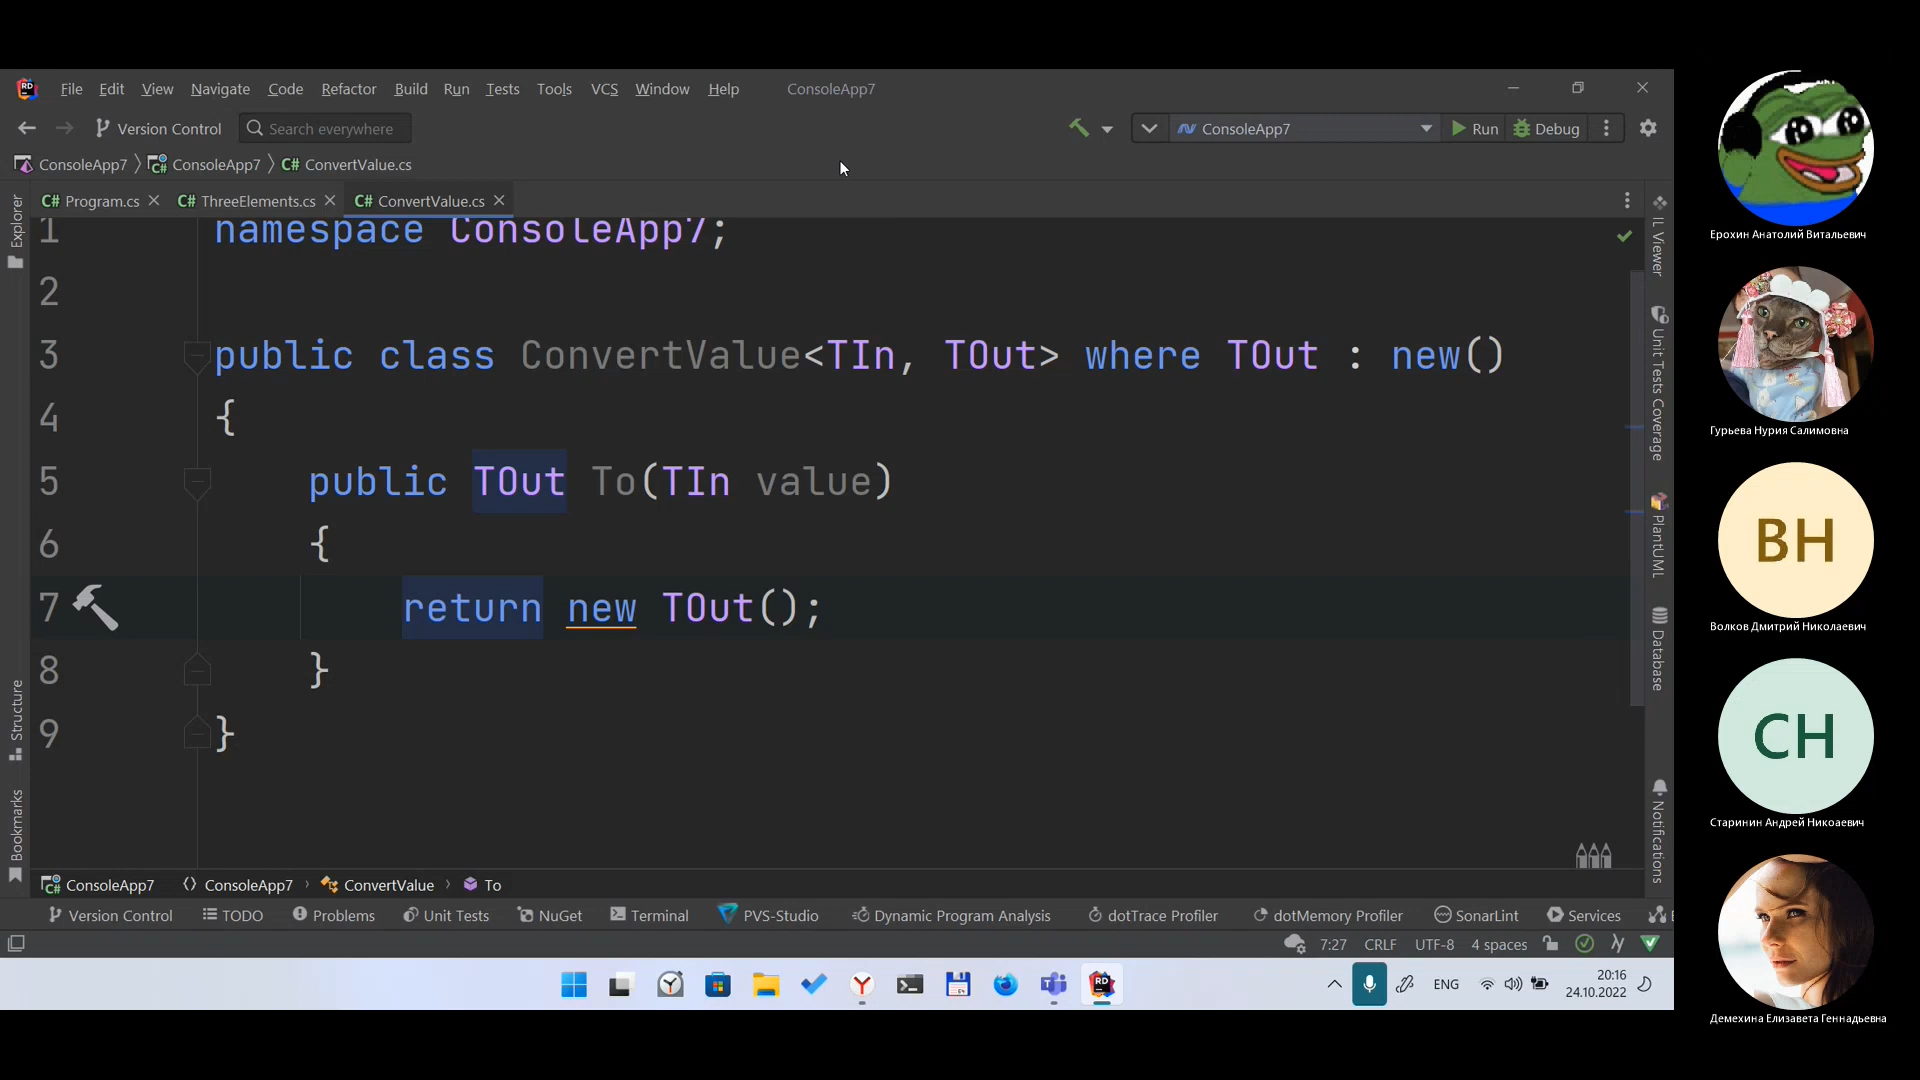 File Edit View Navigate Code Refactor Build Run Tests Tools VCS Window Help ConsoleApp7
Version Control Search everywhere ConsoleApp7 Run Debug
ConsoleApp7 ConsoleApp7 C# ConvertValue.cs
C# Program.cs C# ThreeElements.cs C# ConvertValue.cs
1 namespace ConsoleApp7;
2
3 public class ConvertValue<TIn, TOut> where TOut : new()
4 {
5 public TOut To(TIn value)
6 {
7 return new TOut();
8 }
9 }
Explorer
Structure
Bookmarks
IL Viewer
Unit Tests Coverage
PlantUML
Database
Notifications
ConsoleApp7 ConsoleApp7 ConvertValue To
Version Control TODO Problems Unit Tests NuGet Terminal PVS-Studio Dynamic Program Analysis dotTrace Profiler dotMemory Profiler SonarLint Services
7:27 CRLF UTF-8 4 spaces
ENG 20:16
24.10.2022
Ерохин Анатолий Витальевич
Гурьева Нурия Салимовна
ВН
Волков Дмитрий Николаевич
СН
Старинин Андрей Никоаевич
Демехина Елизавета Геннадьевна